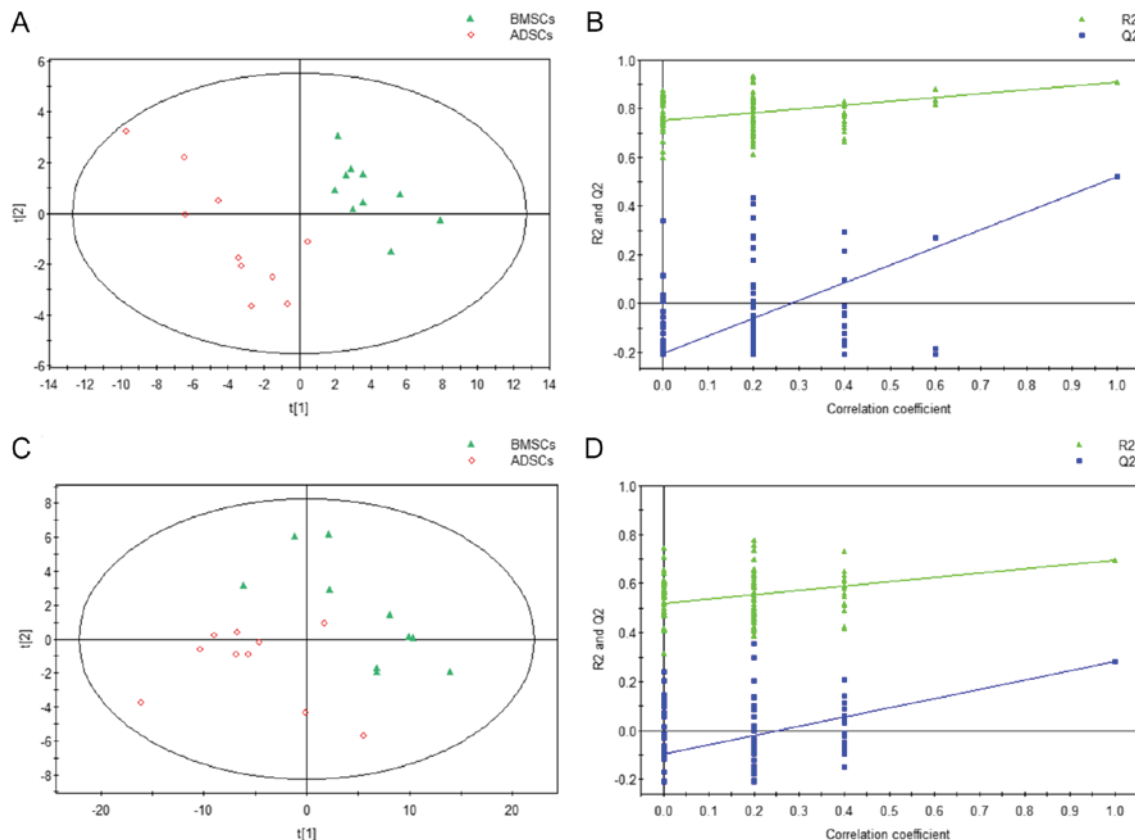 A
BMSCs
ADSCs
6
4
2
0
-2
-4
-6
t[2]
-14 -12 -10 -8 -6 -4 -2 0 2 4 6 8 10 12 14
t[1]
B
R2
Q2
1.0
0.8
0.6
0.4
0.2
0.0
-0.2
R2 and Q2
0.0 0.1 0.2 0.3 0.4 0.5 0.6 0.7 0.8 0.9 1.0
Correlation coefficient
C
BMSCs
ADSCs
8
6
4
2
0
-2
-4
-6
-8
t[2]
-20 -10 0 10 20
t[1]
D
R2
Q2
1.0
0.8
0.6
0.4
0.2
0.0
-0.2
R2 and Q2
0.0 0.1 0.2 0.3 0.4 0.5 0.6 0.7 0.8 0.9 1.0
Correlation coefficient